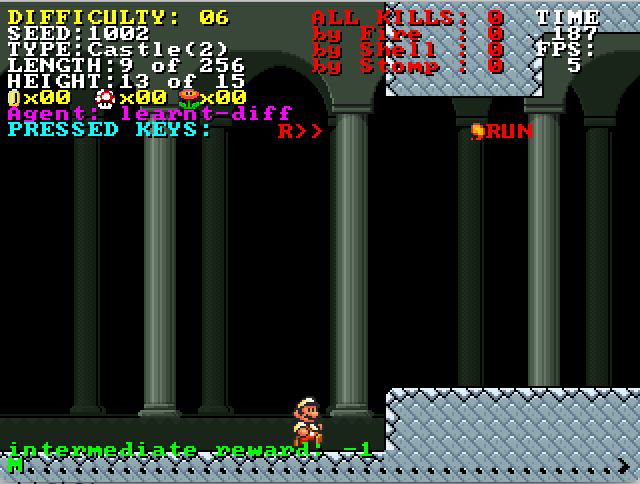 DIFFICULTY: 06
SEED:1002
TYPE:Castle(2)
LENGTH:9 of 256
HEIGHT:13 of 15
x00 x00 x00
Agent: learnt-diff
PRESSED KEYS: R>> RUN
ALL KILLS: 0
by Fire : 0
by Shell : 0
by Stomp : 0
TIME
187
FPS:
5
intermediate reward: -1
M